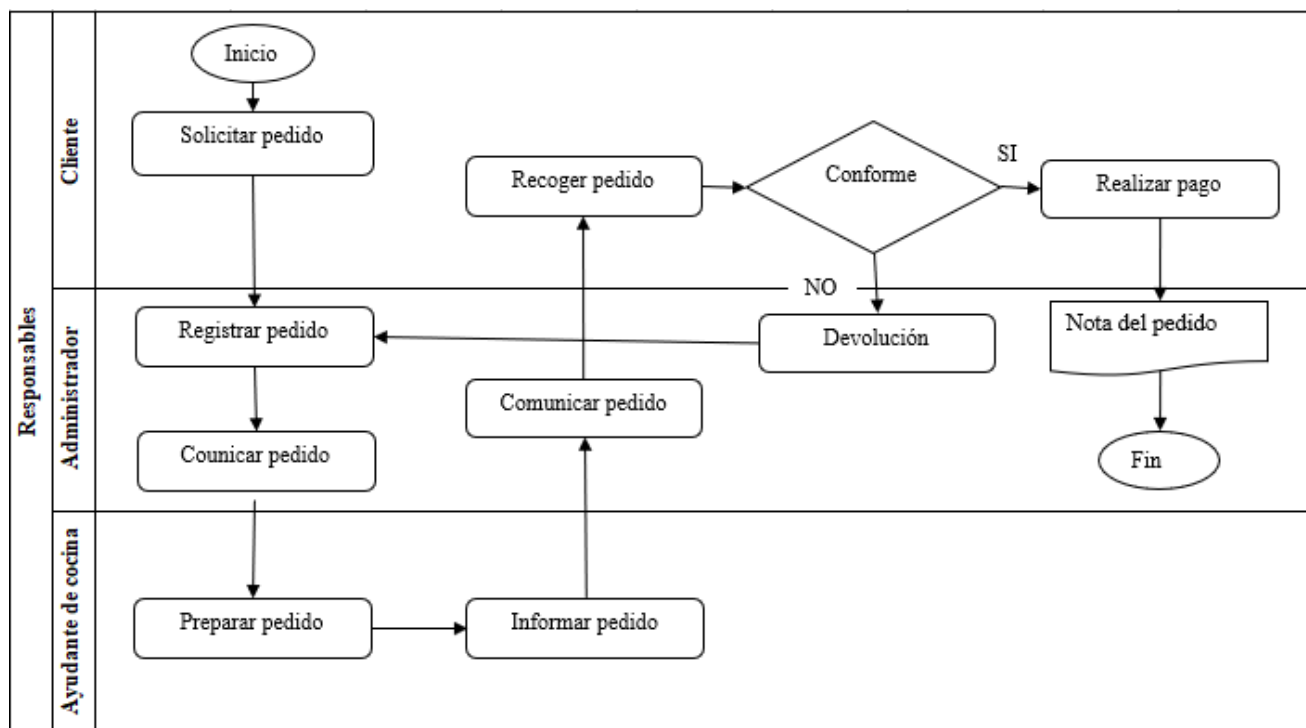 Responsables
Cliente
Inicio
Solicitar pedido
Recoger pedido
Conforme
SI
Realizar pago
NO
Administrador
Registrar pedido
Devolución
Nota del pedido
Comunicar pedido
Counicar pedido
Fin
Ayudante de cocina
Preparar pedido
Informar pedido